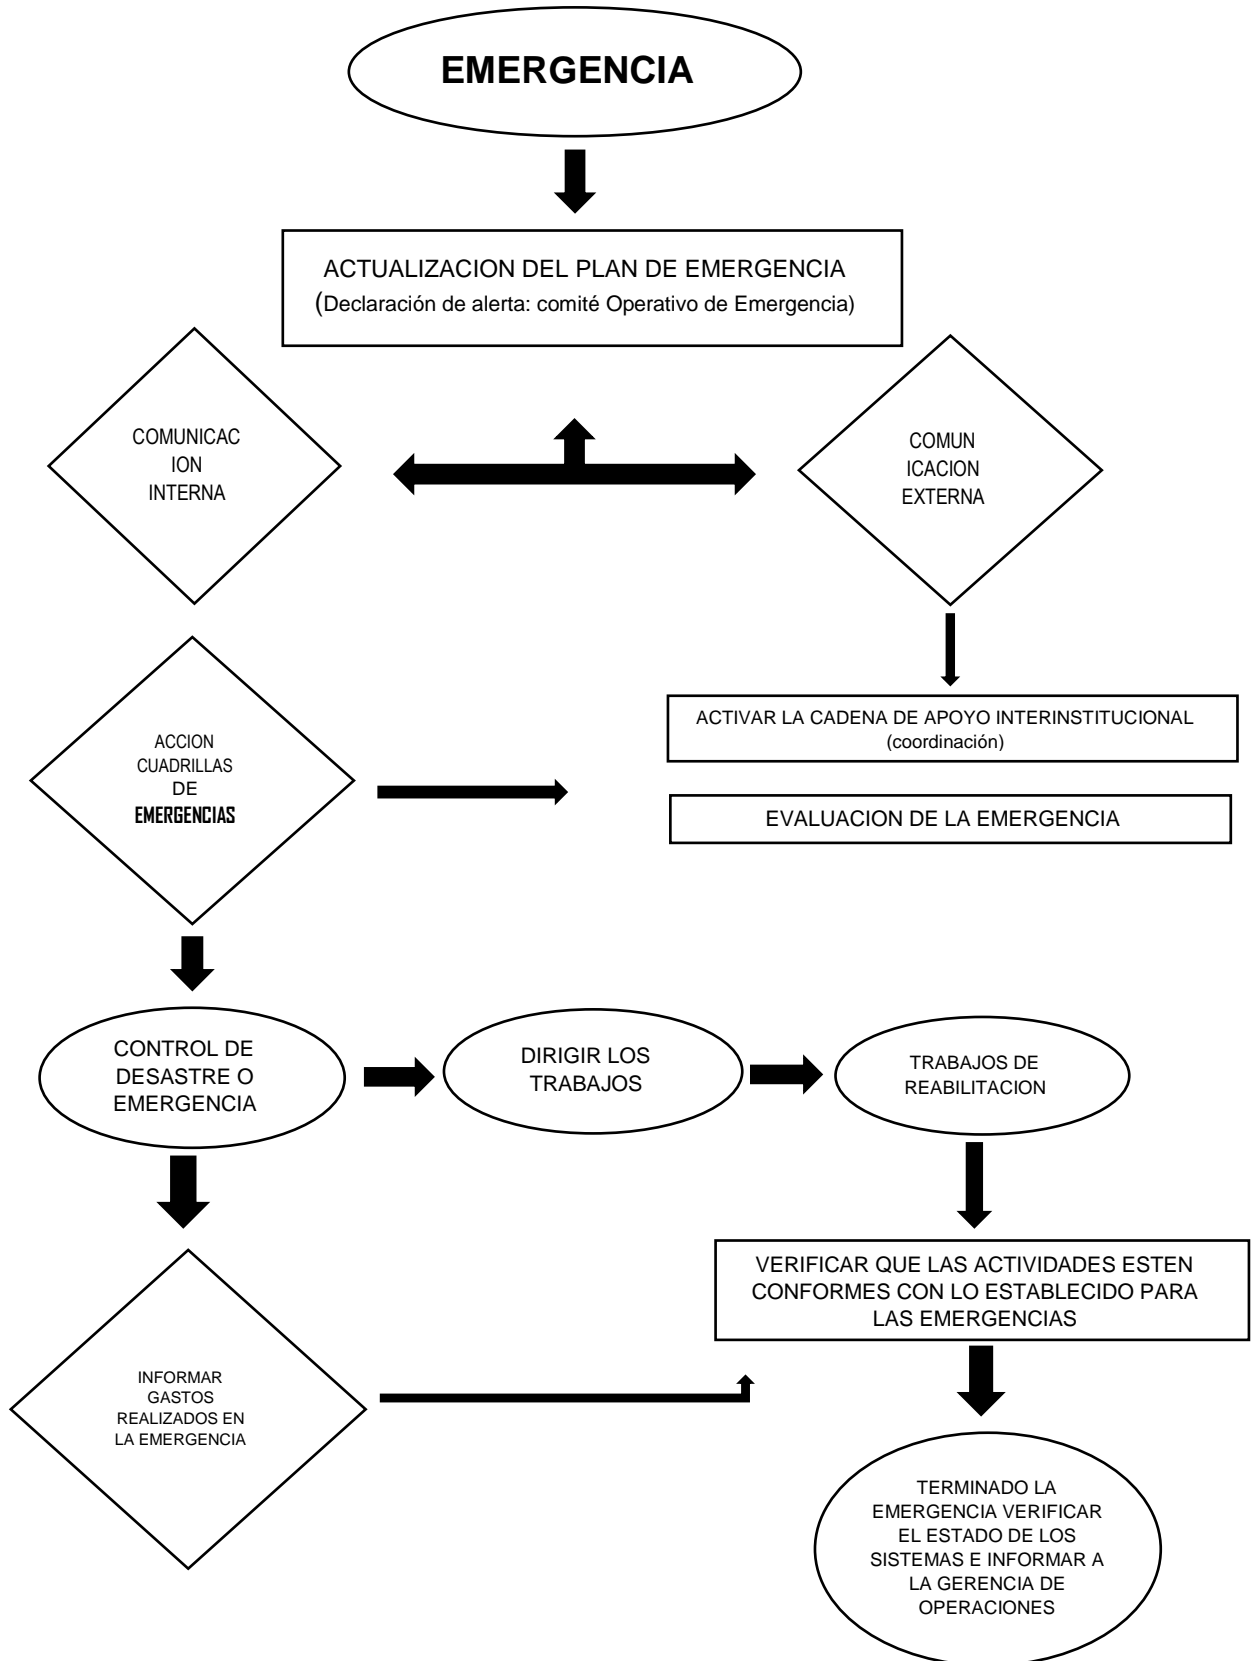 EMERGENCIA
ACTUALIZACION DEL PLAN DE EMERGENCIA
(Declaración de alerta: comité Operativo de Emergencia)
COMUNICAC
ION
INTERNA
COMUN
ICACION
EXTERNA
ACTIVAR LA CADENA DE APOYO INTERINSTITUCIONAL
(coordinación)
ACCION
CUADRILLAS
DE
EMERGENCIAS
EVALUACION DE LA EMERGENCIA
CONTROL DE
DESASTRE O
EMERGENCIA
DIRIGIR LOS
TRABAJOS
TRABAJOS DE
REABILITACION
VERIFICAR QUE LAS ACTIVIDADES ESTEN
CONFORMES CON LO ESTABLECIDO PARA
LAS EMERGENCIAS
INFORMAR
GASTOS
REALIZADOS EN
LA EMERGENCIA
TERMINADO LA
EMERGENCIA VERIFICAR
EL ESTADO DE LOS
SISTEMAS E INFORMAR A
LA GERENCIA DE
OPERACIONES